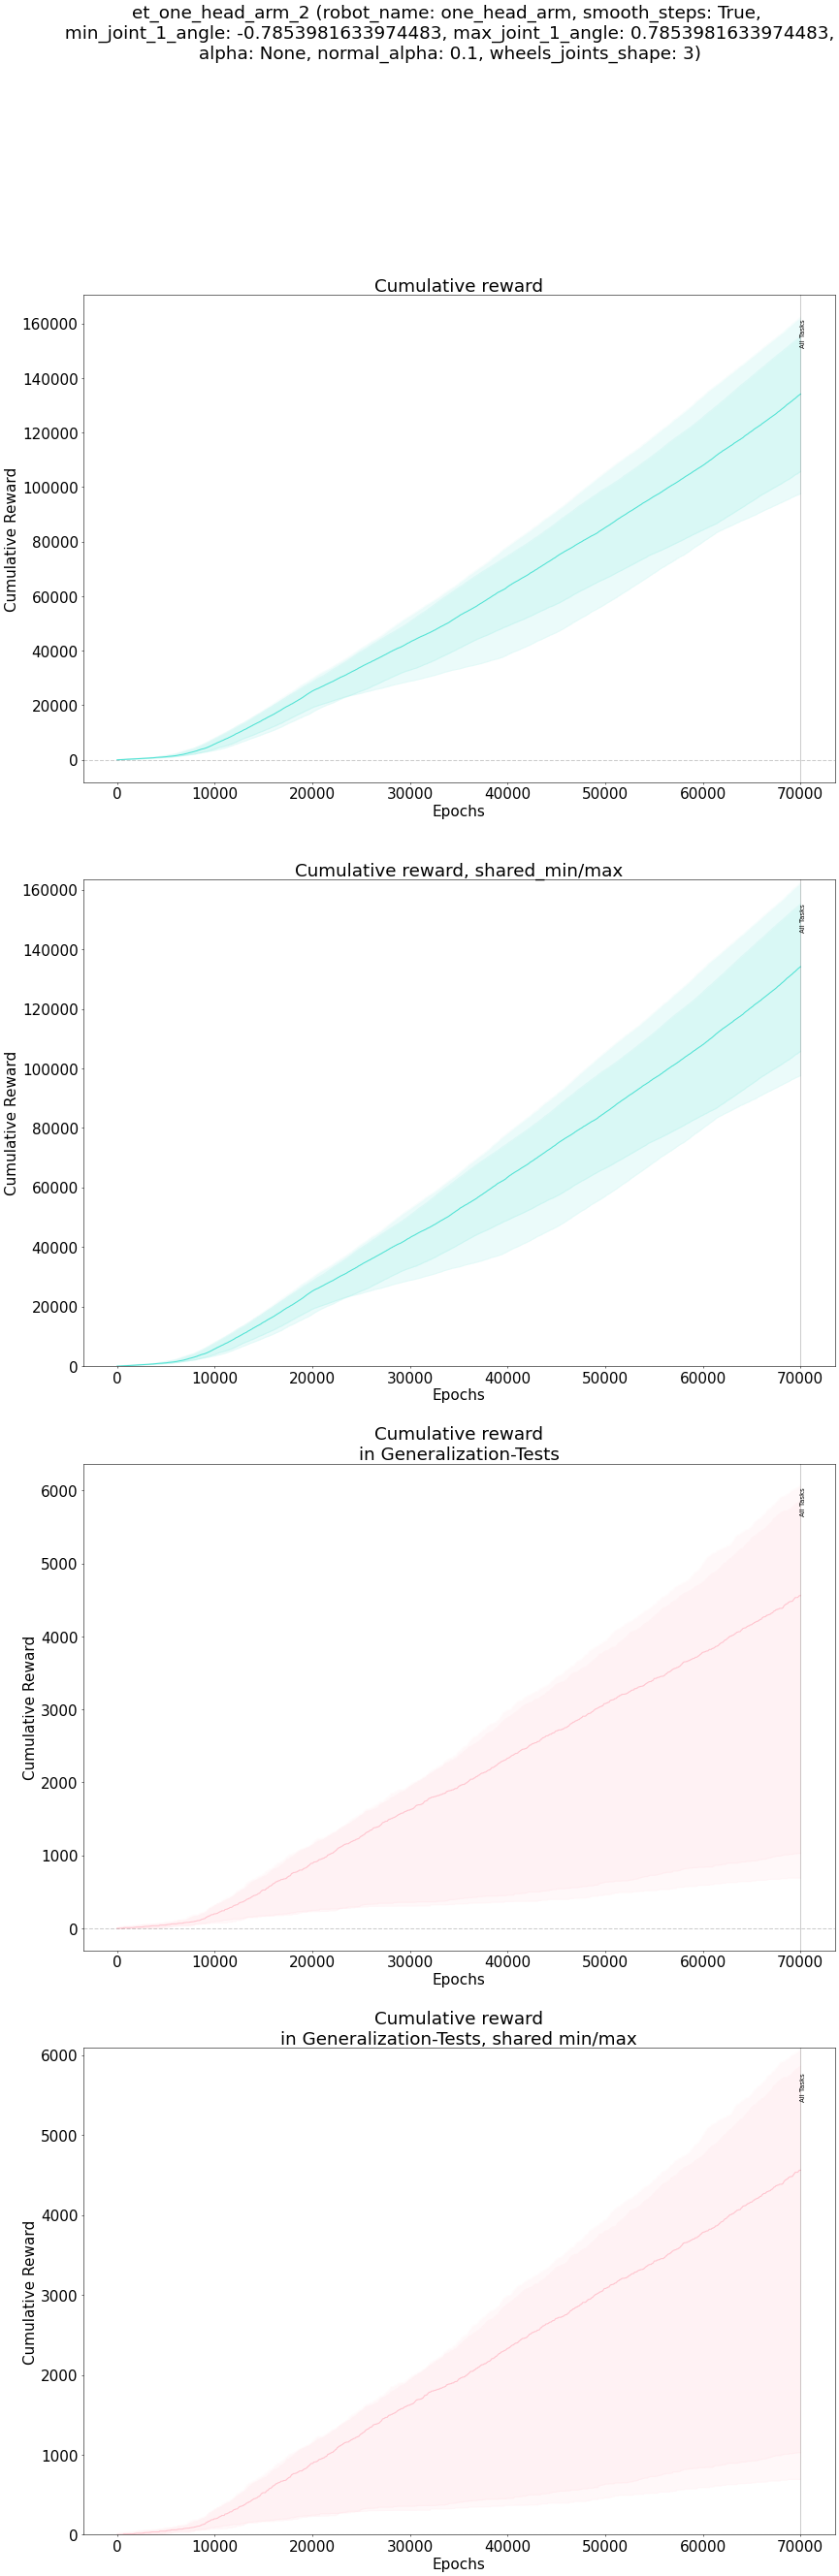 et_one_head_arm_2 (robot_name: one_head_arm, smooth_steps: True,
min_joint_1_angle: -0.7853981633974483, max_joint_1_angle: 0.7853981633974483,
alpha: None, normal_alpha: 0.1, wheels_joints_shape: 3)
Cumulative reward
160000
140000
120000
100000
80000
60000
40000
20000
0
Cumulative Reward
All Tasks
0 10000 20000 30000 40000 50000 60000 70000
Epochs
Cumulative reward, shared_min/max
160000
140000
120000
100000
80000
60000
40000
20000
0
Cumulative Reward
All Tasks
0 10000 20000 30000 40000 50000 60000 70000
Epochs
Cumulative reward
in Generalization-Tests
6000
5000
4000
3000
2000
1000
0
Cumulative Reward
All Tasks
0 10000 20000 30000 40000 50000 60000 70000
Epochs
Cumulative reward
in Generalization-Tests, shared min/max
6000
5000
4000
3000
2000
1000
0
Cumulative Reward
All Tasks
0 10000 20000 30000 40000 50000 60000 70000
Epochs